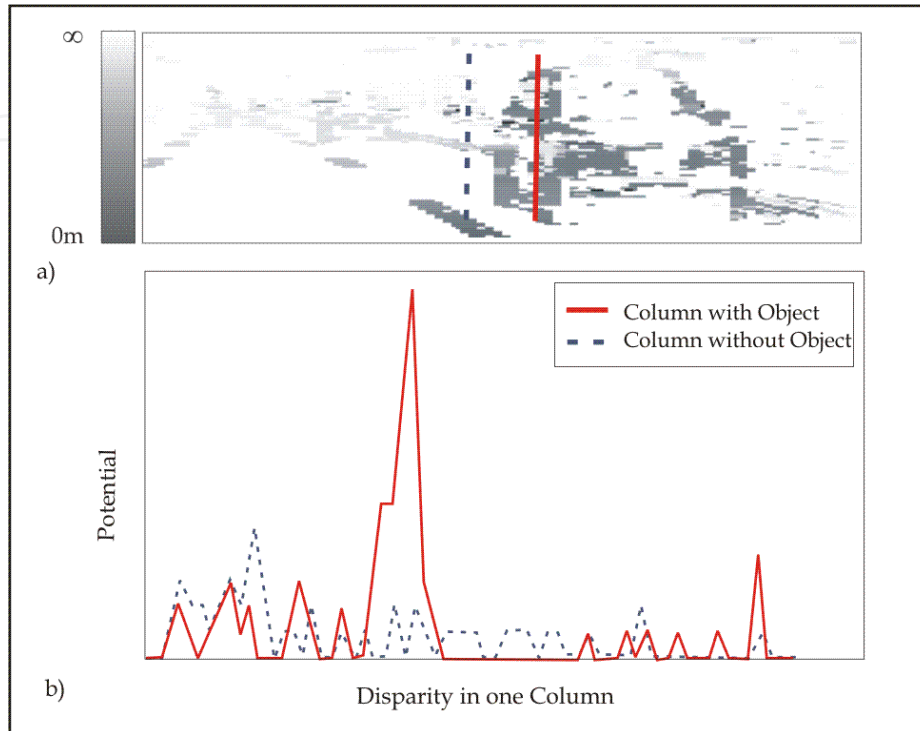 ∞
0m
a)
Column with Object
Column without Object
Potential
b)
Disparity in one Column